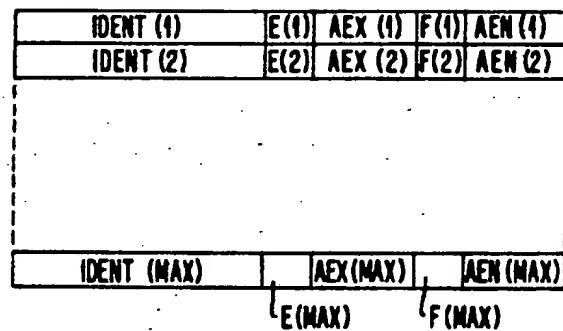 IDENT (1) E(1) AEX (1) F(1) AEN (1)
IDENT (2) E(2) AEX (2) F(2) AEN (2)
IDENT (MAX) AEX (MAX) AEN (MAX)
E(MAX) F(MAX)